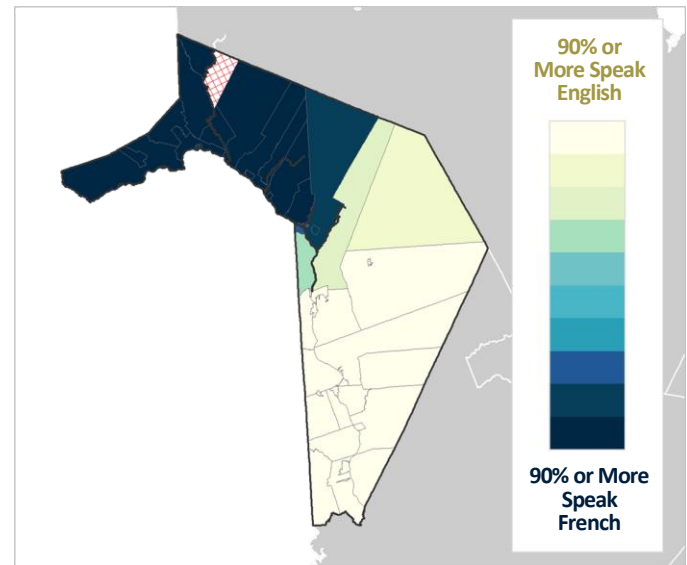 90% or
More Speak
English
90% or More
Speak
French